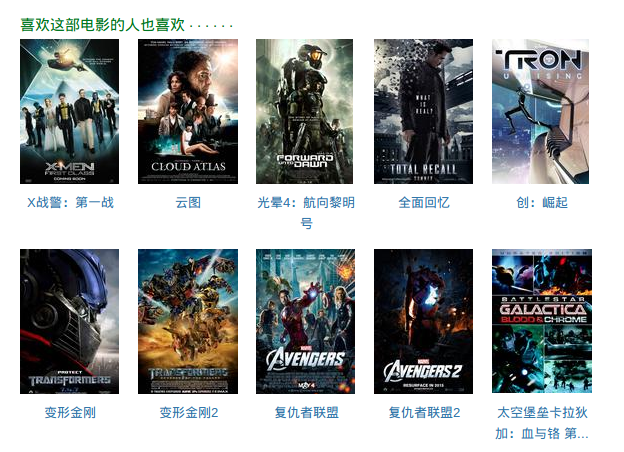 喜欢这部电影的人也喜欢 · · · · · ·
X-MEN
FIRST CLASS
COMING SOON
CLOUD ATLAS
FORWARD
UNTO DAWN
WHAT
IS
REAL?
TOTAL RECALL
TRON
UPRISING
X战警：第一战
云图
光晕4：航向黎明
号
全面回忆
创：崛起
PROTECT
TRANSFORMERS
TRANSFORMERS
MARVEL
AVENGERS
MAY 4
MARVEL
AVENGERS 2
RESURFACE IN 2015
UNRATED EDITION
BATTLESTAR
GALACTICA
BLOOD & CHROME
变形金刚
变形金刚2
复仇者联盟
复仇者联盟2
太空堡垒卡拉狄
加：血与铬 第...